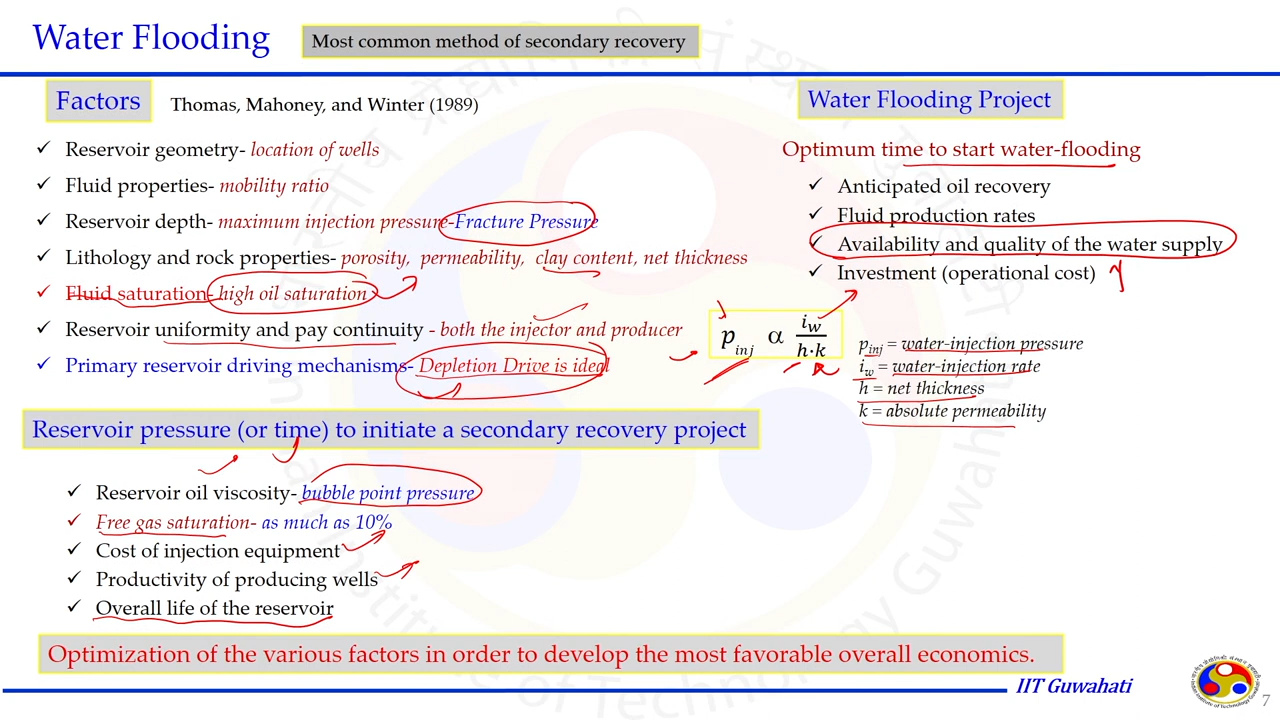 Water Flooding
Most common method of secondary recovery
Factors
Thomas, Mahoney, and Winter (1989)
✓ Reservoir geometry- location of wells
✓ Fluid properties- mobility ratio
✓ Reservoir depth- maximum injection pressure-Fracture Pressure
✓ Lithology and rock properties- porosity, permeability, clay content, net thickness
✓ Fluid saturation- high oil saturation
✓ Reservoir uniformity and pay continuity - both the injector and producer
✓ Primary reservoir driving mechanisms- Depletion Drive is ideal
Water Flooding Project
Optimum time to start water-flooding
✓ Anticipated oil recovery
✓ Fluid production rates
✓ Availability and quality of the water supply
✓ Investment (operational cost)
p_inj ∝ i_w / h·k
p_inj = water-injection pressure
i_w = water-injection rate
h = net thickness
k = absolute permeability
Reservoir pressure (or time) to initiate a secondary recovery project
✓ Reservoir oil viscosity- bubble point pressure
✓ Free gas saturation- as much as 10%
✓ Cost of injection equipment
✓ Productivity of producing wells
✓ Overall life of the reservoir
Optimization of the various factors in order to develop the most favorable overall economics.
IIT Guwahati
7